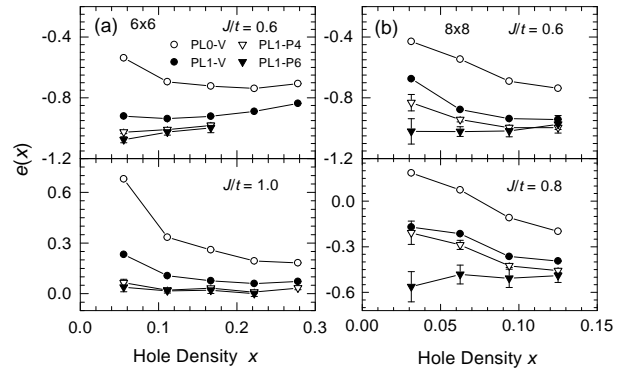 (a) 6x6 J/t = 0.6
PL0-V PL1-P4
PL1-V PL1-P6
-0.4
-0.8
-1.2
J/t = 1.0
0.6
0.3
0.0
0.0 0.1 0.2 0.3
Hole Density x
e(x)
(b) 8x8 J/t = 0.6
-0.4
-0.8
-1.2
J/t = 0.8
0.0
-0.3
-0.6
0.00 0.05 0.10 0.15
Hole Density x